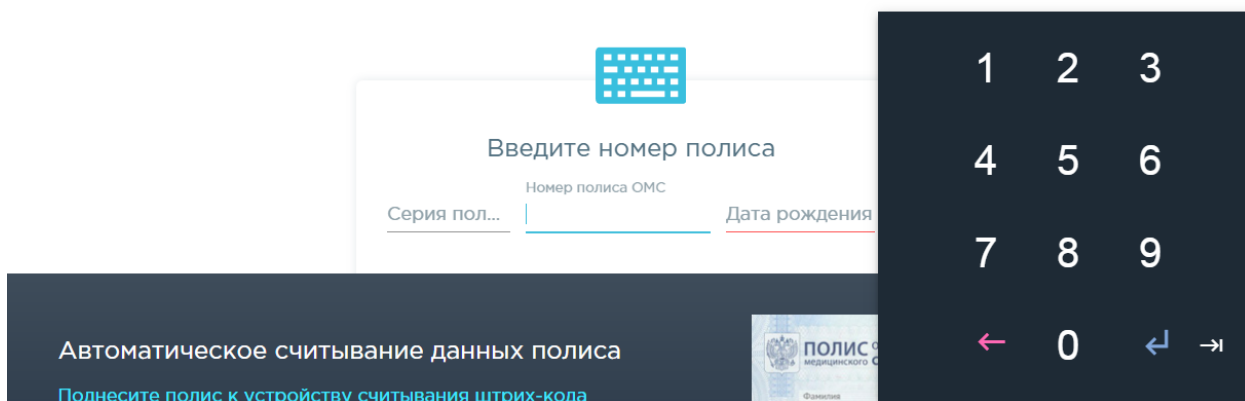 Введите номер полиса
Номер полиса ОМС
Серия пол...
Дата рождения
Автоматическое считывание данных полиса
Поднесите полис к устройству считывания штрих-кода
ПОЛИС
МЕДИЦИНСКОГО
Фамилия
1 2 3
4 5 6
7 8 9
0